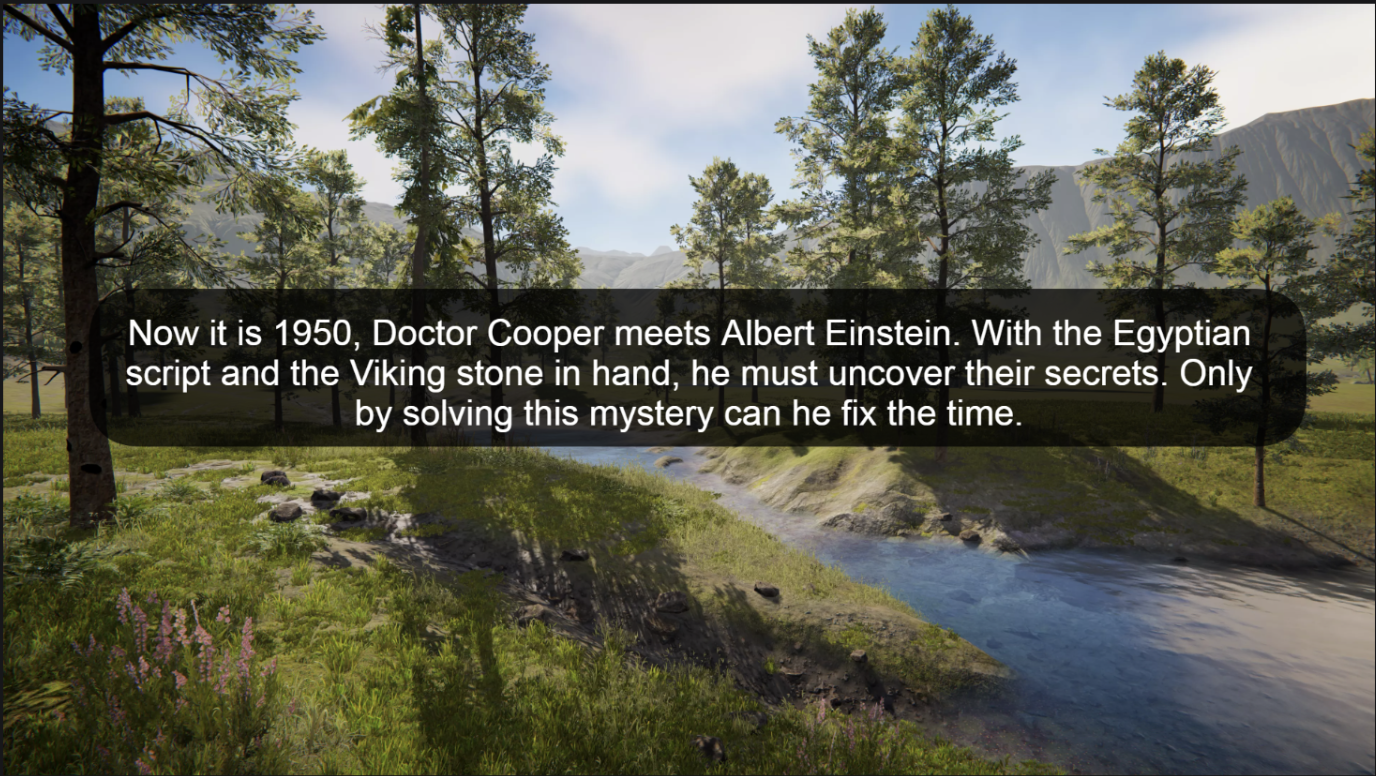 Now it is 1950, Doctor Cooper meets Albert Einstein. With the Egyptian
script and the Viking stone in hand, he must uncover their secrets. Only
by solving this mystery can he fix the time.